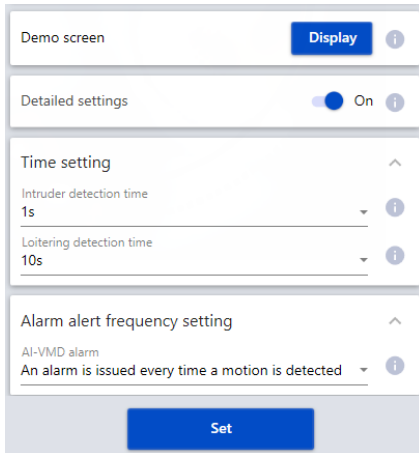 Demo screen Display
Detailed settings On
Time setting
Intruder detection time
1s
Loitering detection time
10s
Alarm alert frequency setting
AI-VMD alarm
An alarm is issued every time a motion is detected
Set